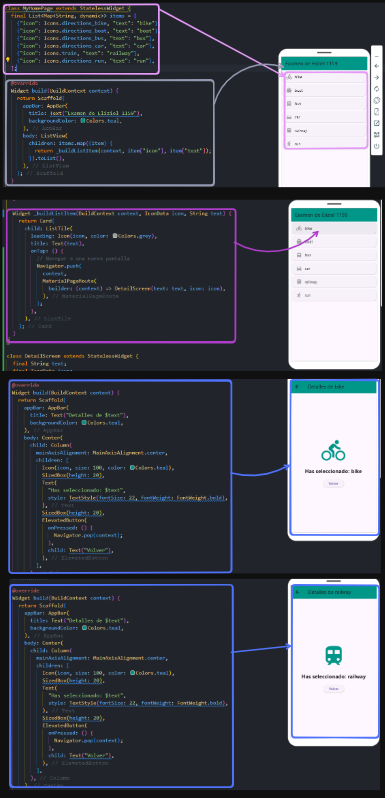 class MyHomePage extends StatelessWidget {
final List<Map<String, dynamic>> items = [
{"icon": Icons.directions_bike, "text": "bike"},
{"icon": Icons.directions_boat, "text": "boat"},
{"icon": Icons.directions_bus, "text": "bus"},
{"icon": Icons.directions_car, "text": "car"},
{"icon": Icons.train, "text": "railway"},
{"icon": Icons.directions_run, "text": "run"},
];
@override
Widget build(BuildContext context) {
return Scaffold(
appBar: AppBar(
title: Text("Examen de Eliziel 1159"),
backgroundColor: Colors.teal,
), // AppBar
body: ListView(
children: items.map((item) {
return _buildListItem(context, item["icon"], item["text"]);
}).toList(),
), // ListView
); // Scaffold
}
bike
boat
bus
car
railway
run
Widget _buildListItem(BuildContext context, IconData icon, String text) {
return Card(
child: ListTile(
leading: Icon(icon, color: Colors.grey),
title: Text(text),
onTap: () {
// Navegar a una nueva pantalla
Navigator.push(
context,
MaterialPageRoute(
builder: (context) => DetailScreen(text: text, icon: icon),
), // MaterialPageRoute
);
},
), // ListTile
); // Card
}
class DetailScreen extends StatelessWidget {
final String text;
bike
bus
car
railway
run
@override
Widget build(BuildContext context) {
return Scaffold(
appBar: AppBar(
title: Text("Detalles de $text"),
backgroundColor: Colors.teal,
), // AppBar
body: Center(
child: Column(
mainAxisAlignment: MainAxisAlignment.center,
children: [
Icon(icon, size: 100, color: Colors.teal),
SizedBox(height: 20),
Text(
"Has seleccionado: $text",
style: TextStyle(fontSize: 22, fontWeight: FontWeight.bold),
), // Text
SizedBox(height: 20),
ElevatedButton(
onPressed: () {
Navigator.pop(context);
},
child: Text("Volver"),
), // ElevatedButton
Detalles de bike
Has seleccionado: bike
Volver
@override
Widget build(BuildContext context) {
return Scaffold(
appBar: AppBar(
title: Text("Detalles de $text"),
backgroundColor: Colors.teal,
), // AppBar
body: Center(
child: Column(
mainAxisAlignment: MainAxisAlignment.center,
children: [
Icon(icon, size: 100, color: Colors.teal),
SizedBox(height: 20),
Text(
"Has seleccionado: $text",
style: TextStyle(fontSize: 22, fontWeight: FontWeight.bold),
), // Text
SizedBox(height: 20),
ElevatedButton(
onPressed: () {
Navigator.pop(context);
},
child: Text("Volver"),
), // ElevatedButton
],
), // Column
Detalles de railway
Has seleccionado: railway
Volver